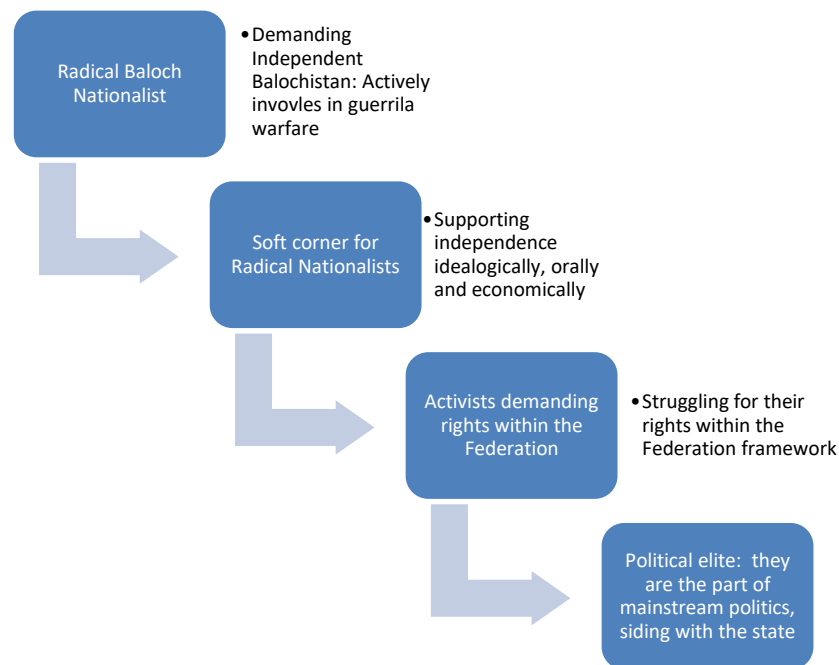 Radical Baloch
Nationalist
•Demanding
Independent
Balochistan: Actively
invovles in guerrila
warfare
Soft corner for
Radical Nationalists
•Supporting
independence
idealogically, orally
and economically
Activists demanding
rights within the
Federation
•Struggling for their
rights within the
Federation framework
Political elite:  they
are the part of
mainstream politics,
siding with the state